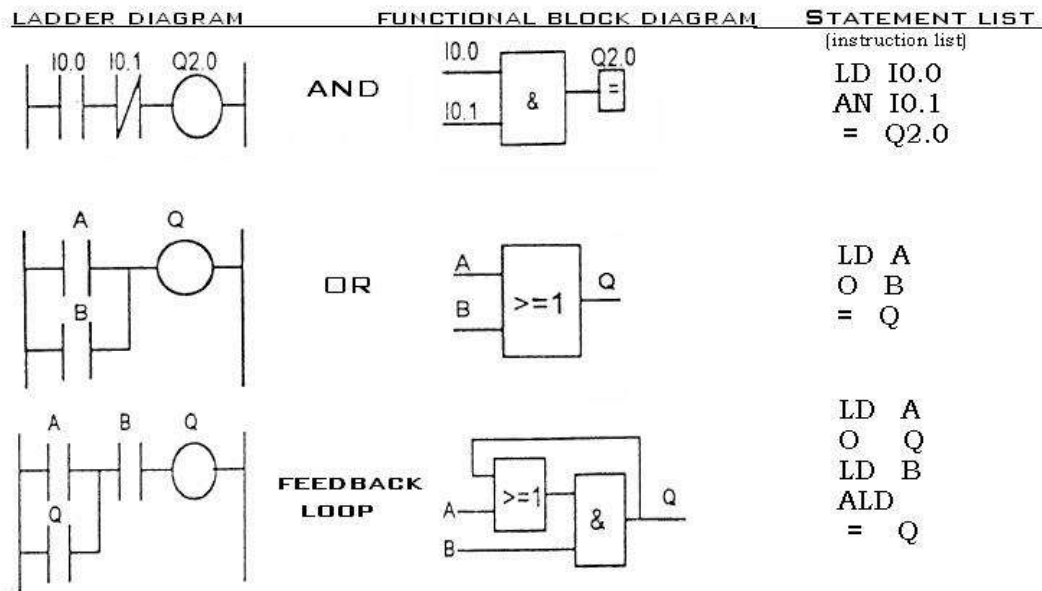 LADDER DIAGRAM FUNCTIONAL BLOCK DIAGRAM STATEMENT LIST
(instruction list)
I0.0 I0.1 Q2.0
AND
I0.0
I0.1
&
Q2.0
=
LD I0.0
AN I0.1
= Q2.0
A Q
B
OR
A
B
>=1
Q
LD A
O B
= Q
A B Q
Q
FEEDBACK
LOOP
A
B
>=1
&
Q
LD A
O Q
LD B
ALD
= Q